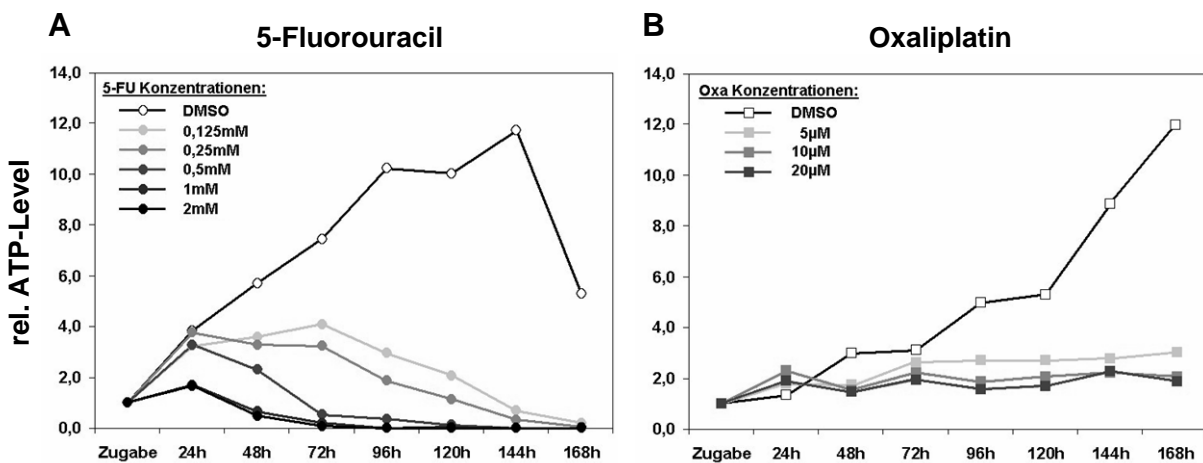 A
5-Fluorouracil
rel. ATP-Level
14,0
12,0
10,0
8,0
6,0
4,0
2,0
0,0
5-FU Konzentrationen:
DMSO
0,125mM
0,25mM
0,5mM
1mM
2mM
Zugabe 24h 48h 72h 96h 120h 144h 168h
B
Oxaliplatin
14,0
12,0
10,0
8,0
6,0
4,0
2,0
0,0
Oxa Konzentrationen:
DMSO
5µM
10µM
20µM
Zugabe 24h 48h 72h 96h 120h 144h 168h